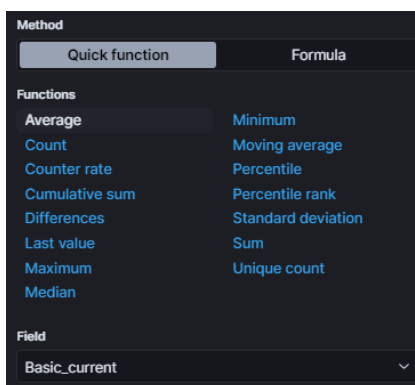 Method
Quick function Formula
Functions
Average Minimum
Count Moving average
Counter rate Percentile
Cumulative sum Percentile rank
Differences Standard deviation
Last value Sum
Maximum Unique count
Median
Field
Basic_current